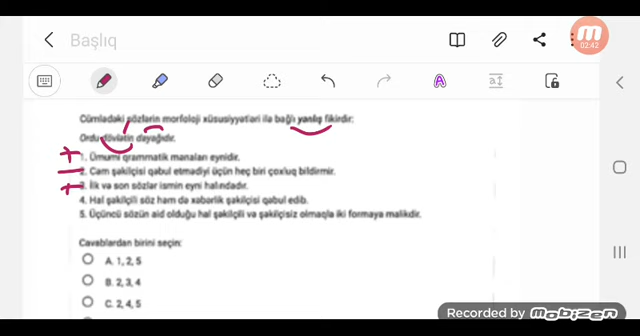 Başlıq
02:42
Cümlədəki sözlərin morfoloji xüsusiyyətləri ilə bağlı yanlış fikirdir:
Ordu dövlətin dayağıdır.
1. Ümumi qrammatik mənaları eynidir.
2. Cəm şəkilçisi qəbul etmədiyi üçün heç biri çoxluq bildirmir.
3. İlk və son sözlər ismin eyni halındadır.
4. Hal şəkilçili söz həm də xəbərlik şəkilçisi qəbul edib.
5. Üçüncü sözün aid olduğu hal şəkilçili və şəkilçisiz olmaqla iki formaya malikdir.
Cavablardan birini seçin:
A. 1, 2, 5
B. 2, 3, 4
C. 2, 4, 5
Recorded by Mobizen